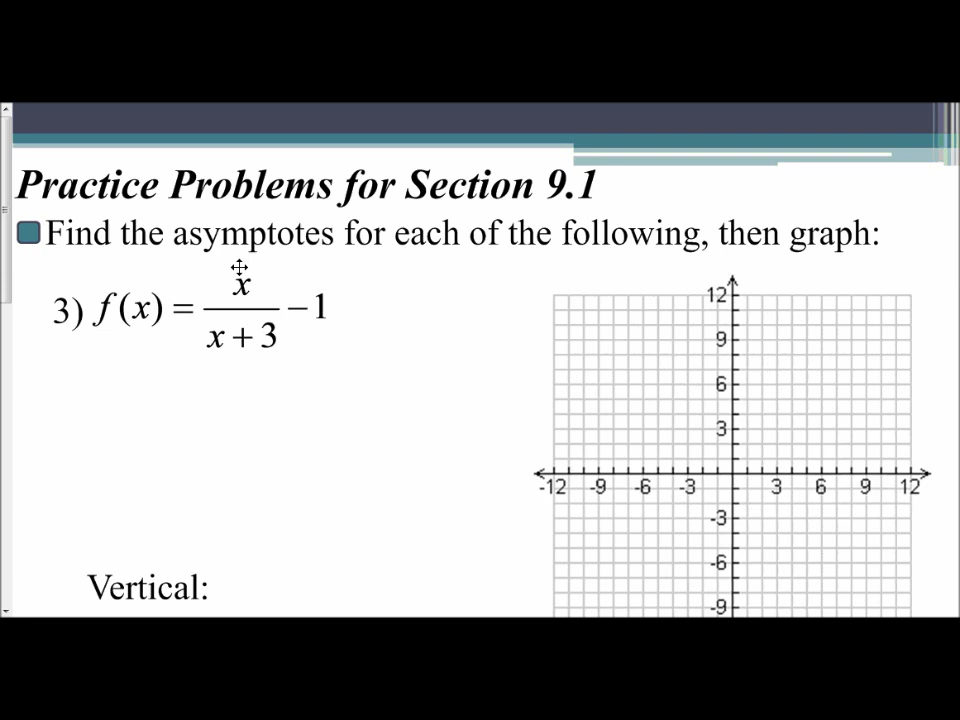 Practice Problems for Section 9.1
Find the asymptotes for each of the following, then graph:
3) f(x) = x/(x + 3) − 1
12
9
6
3
-12 -9 -6 -3 3 6 9 12
-3
-6
-9
Vertical: